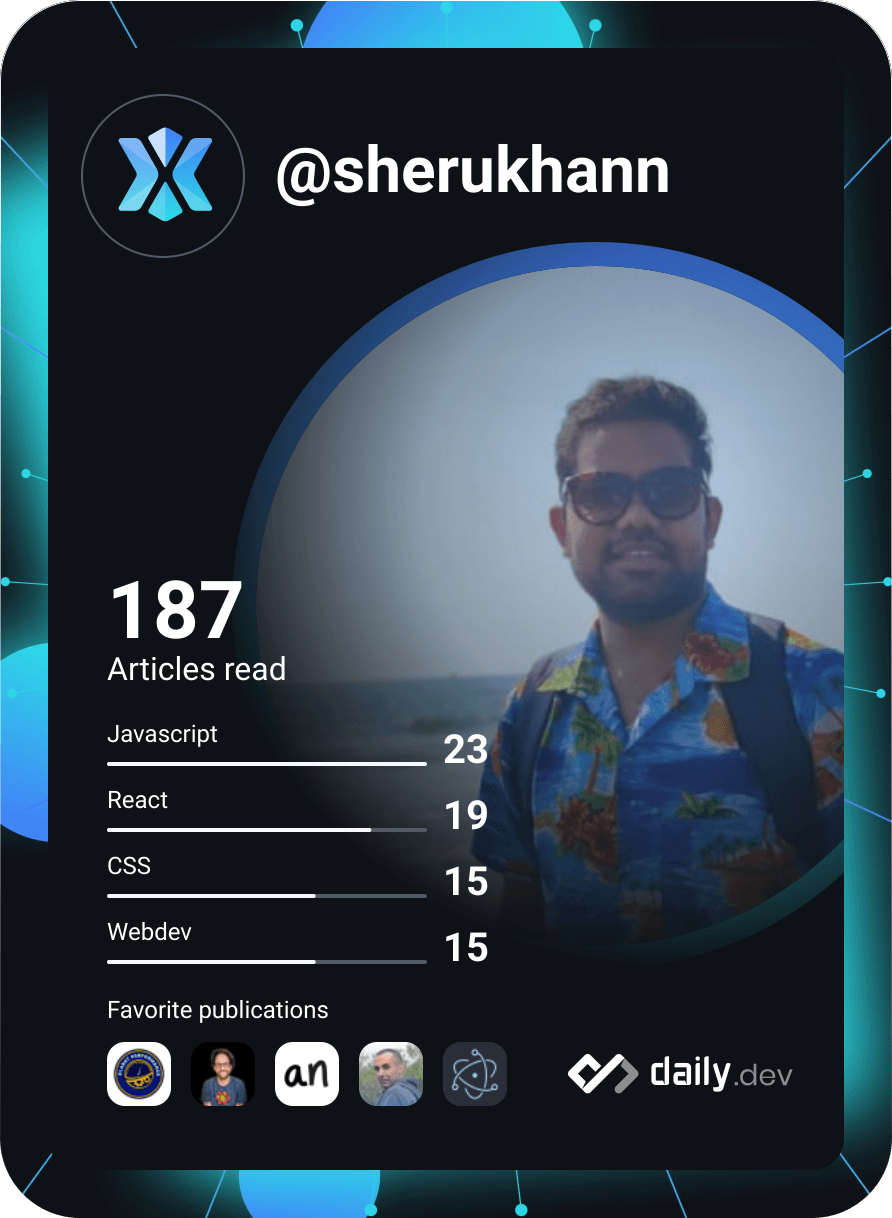 @sherukhann
187
Articles read
Javascript
23
React
19
CSS
15
Webdev
15
Favorite publications
an
daily.dev